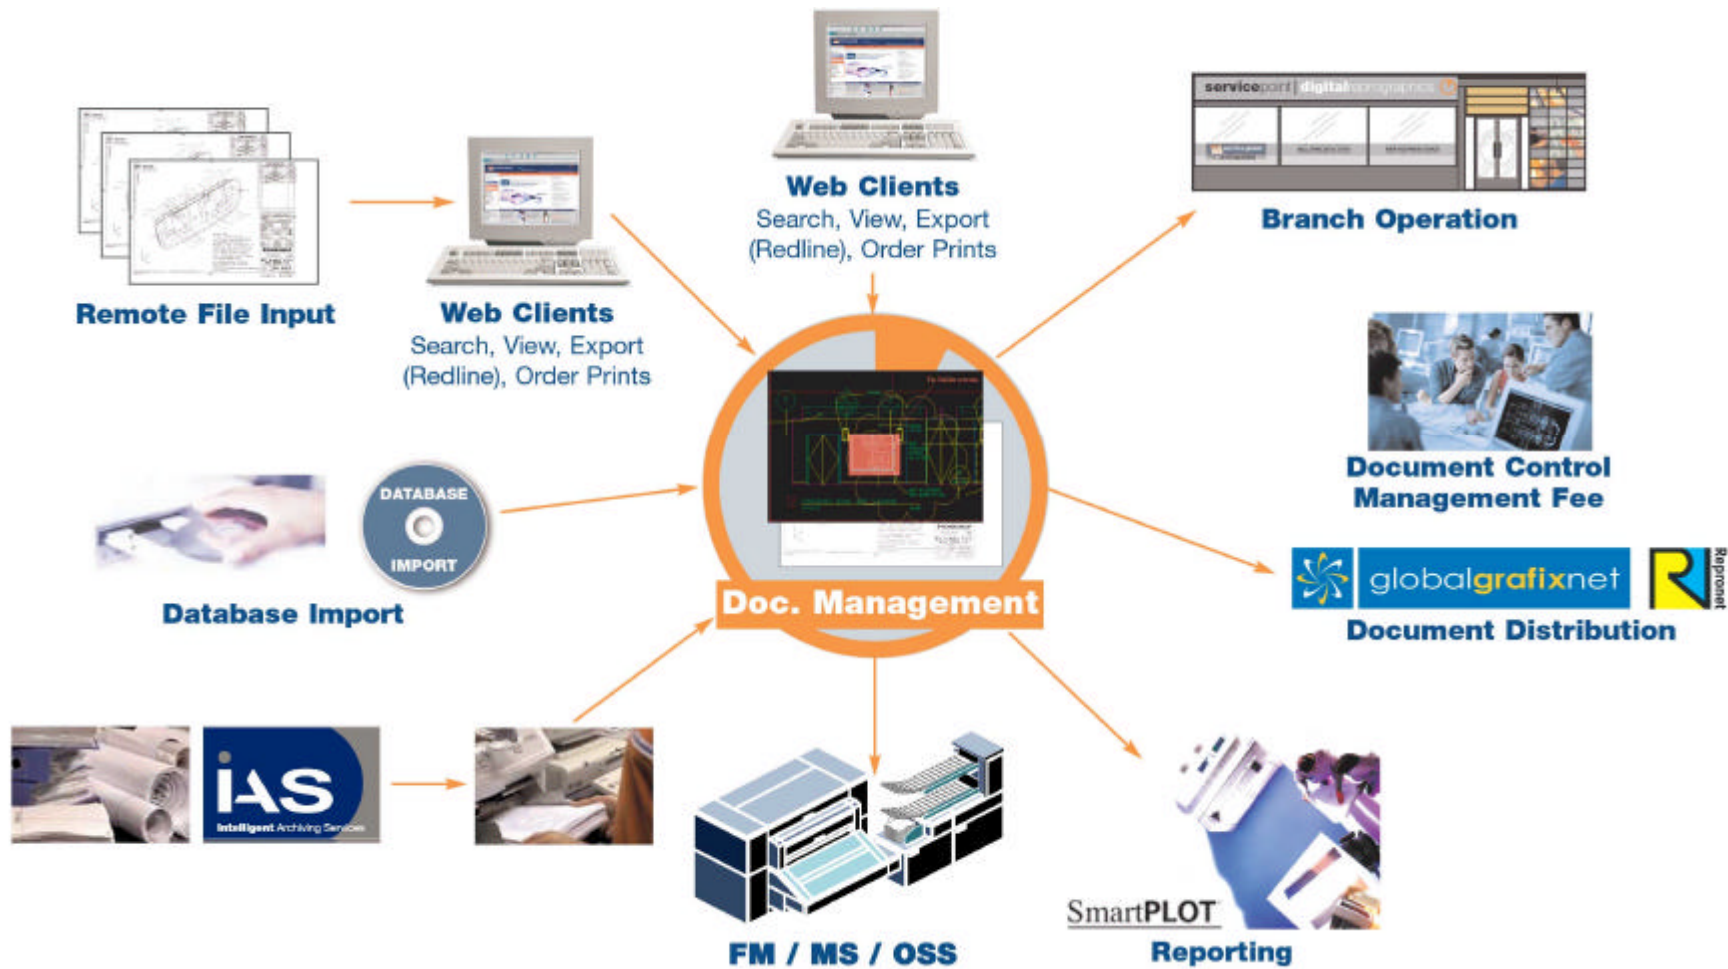 Web Clients
Search, View, Export
(Redline), Order Prints
servicepoint | digitalreprographics
Branch Operation
Remote File Input
Web Clients
Search, View, Export
(Redline), Order Prints
Document Control
Management Fee
DATABASE
IMPORT
Database Import
Doc. Management
globalgrafixnet
Repronet
Document Distribution
iAS
Intelligent Archiving Services
SmartPLOT
Reporting
FM / MS / OSS